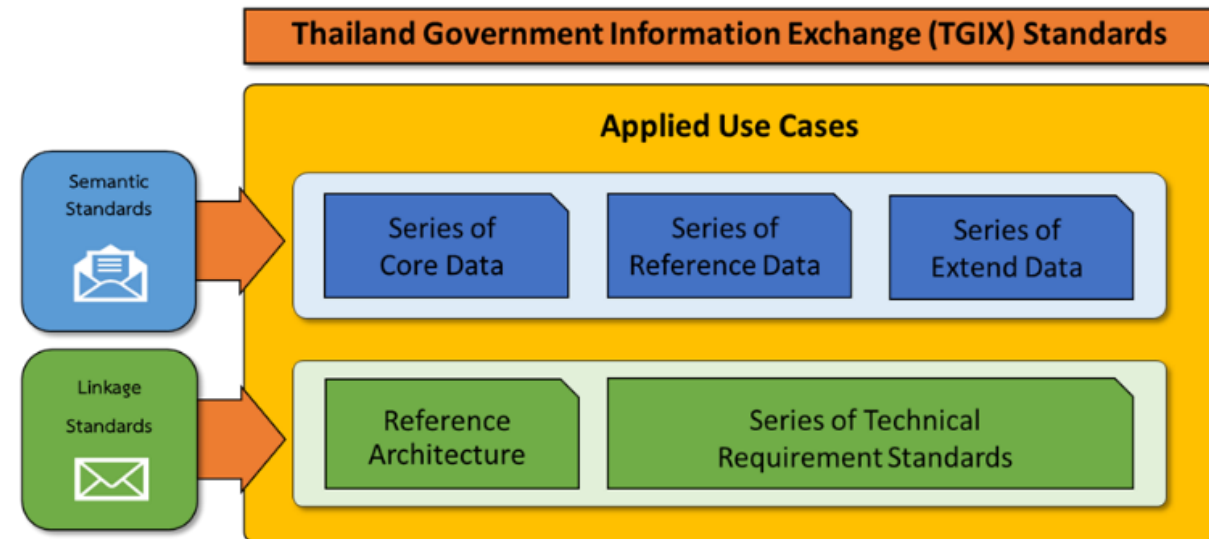 Thailand Government Information Exchange (TGIX) Standards
Applied Use Cases
Semantic
Standards
Series of
Core Data
Series of
Reference Data
Series of
Extend Data
Linkage
Standards
Reference
Architecture
Series of Technical
Requirement Standards